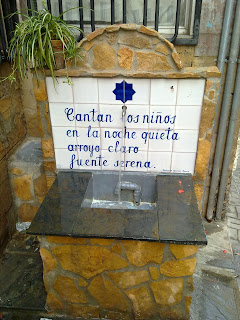 Cantan los niños
en la noche quieta
arroyo claro
fuente serena.